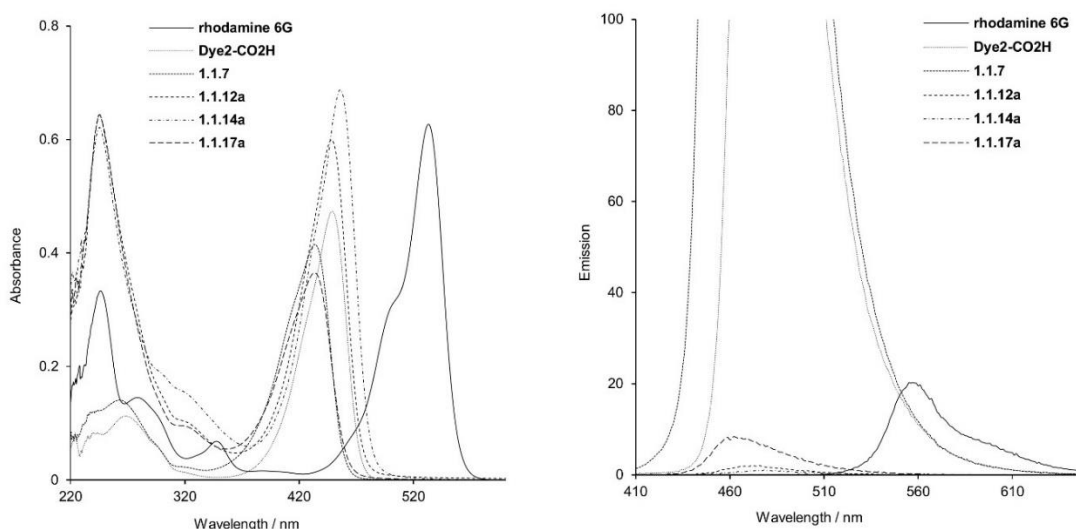 0.8
0.6
0.4
0.2
0
Absorbance
220
320
420
520
Wavelength / nm
rhodamine 6G
Dye2-CO2H
1.1.7
1.1.12a
1.1.14a
1.1.17a
100
80
60
40
20
0
Emission
410
460
510
560
610
Wavelength / nm
rhodamine 6G
Dye2-CO2H
1.1.7
1.1.12a
1.1.14a
1.1.17a